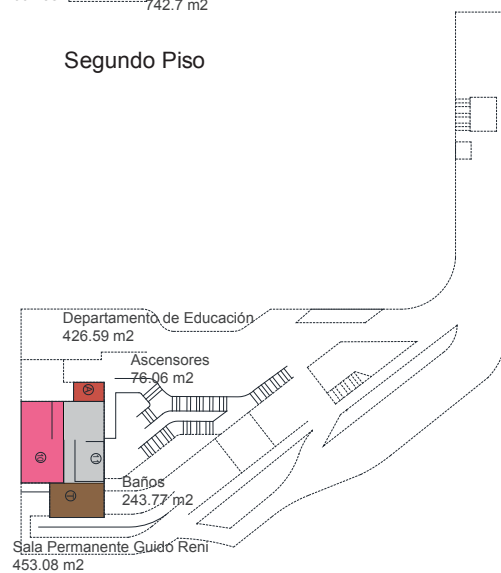 742.7 m2
Segundo Piso
Departamento de Educación
426.59 m2
Ascensores
76.06 m2
Baños
243.77 m2
Sala Permanente Guido Reni
453.08 m2